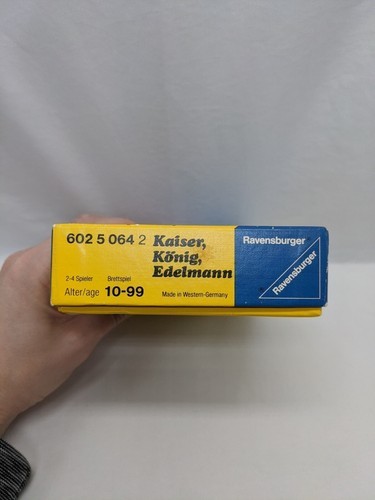 602 5 064 2
Kaiser,
König,
Edelmann
2-4 Spieler Brettspiel
Alter/age 10-99
Made in Western-Germany
Ravensburger
Ravensburger